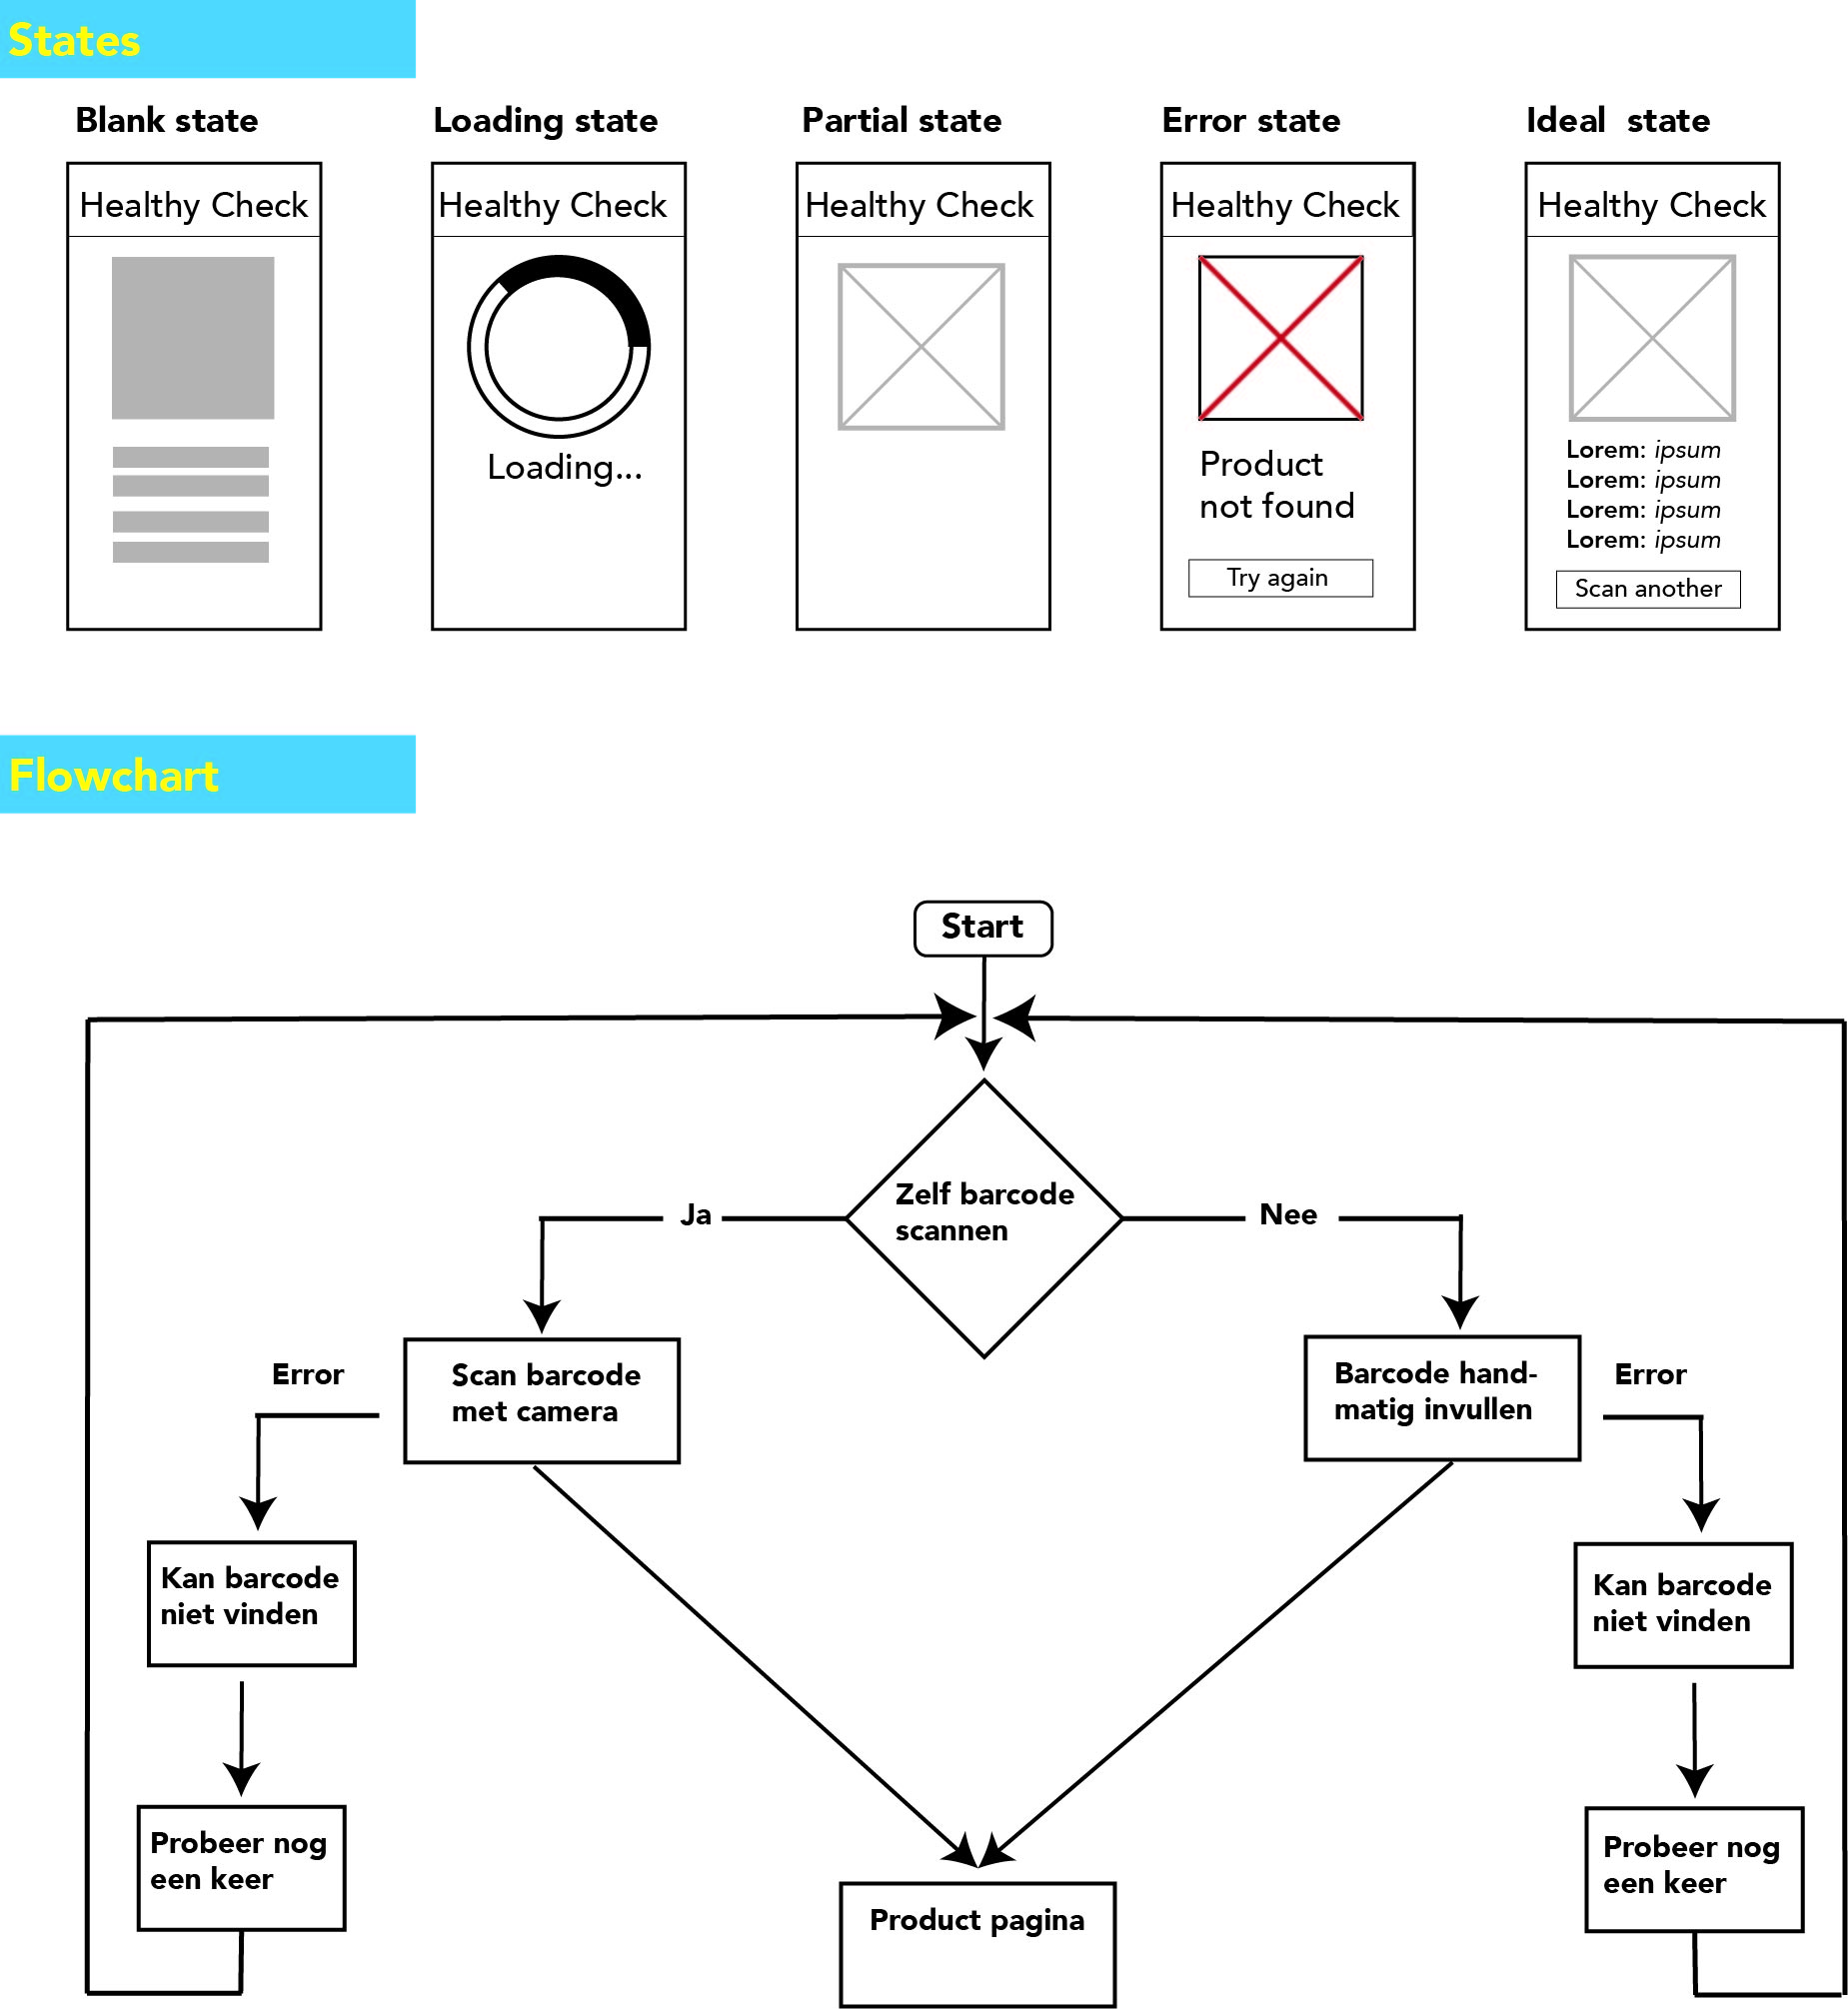 States
Blank state
Loading state
Partial state
Error state
Ideal state
Healthy Check
Healthy Check
Healthy Check
Healthy Check
Healthy Check
Loading...
Product
not found
Try again
Lorem: ipsum
Lorem: ipsum
Lorem: ipsum
Lorem: ipsum
Scan another
Flowchart
Start
Zelf barcode
scannen
Ja
Nee
Error
Scan barcode
met camera
Barcode hand-
matig invullen
Error
Kan barcode
niet vinden
Kan barcode
niet vinden
Probeer nog
een keer
Probeer nog
een keer
Product pagina